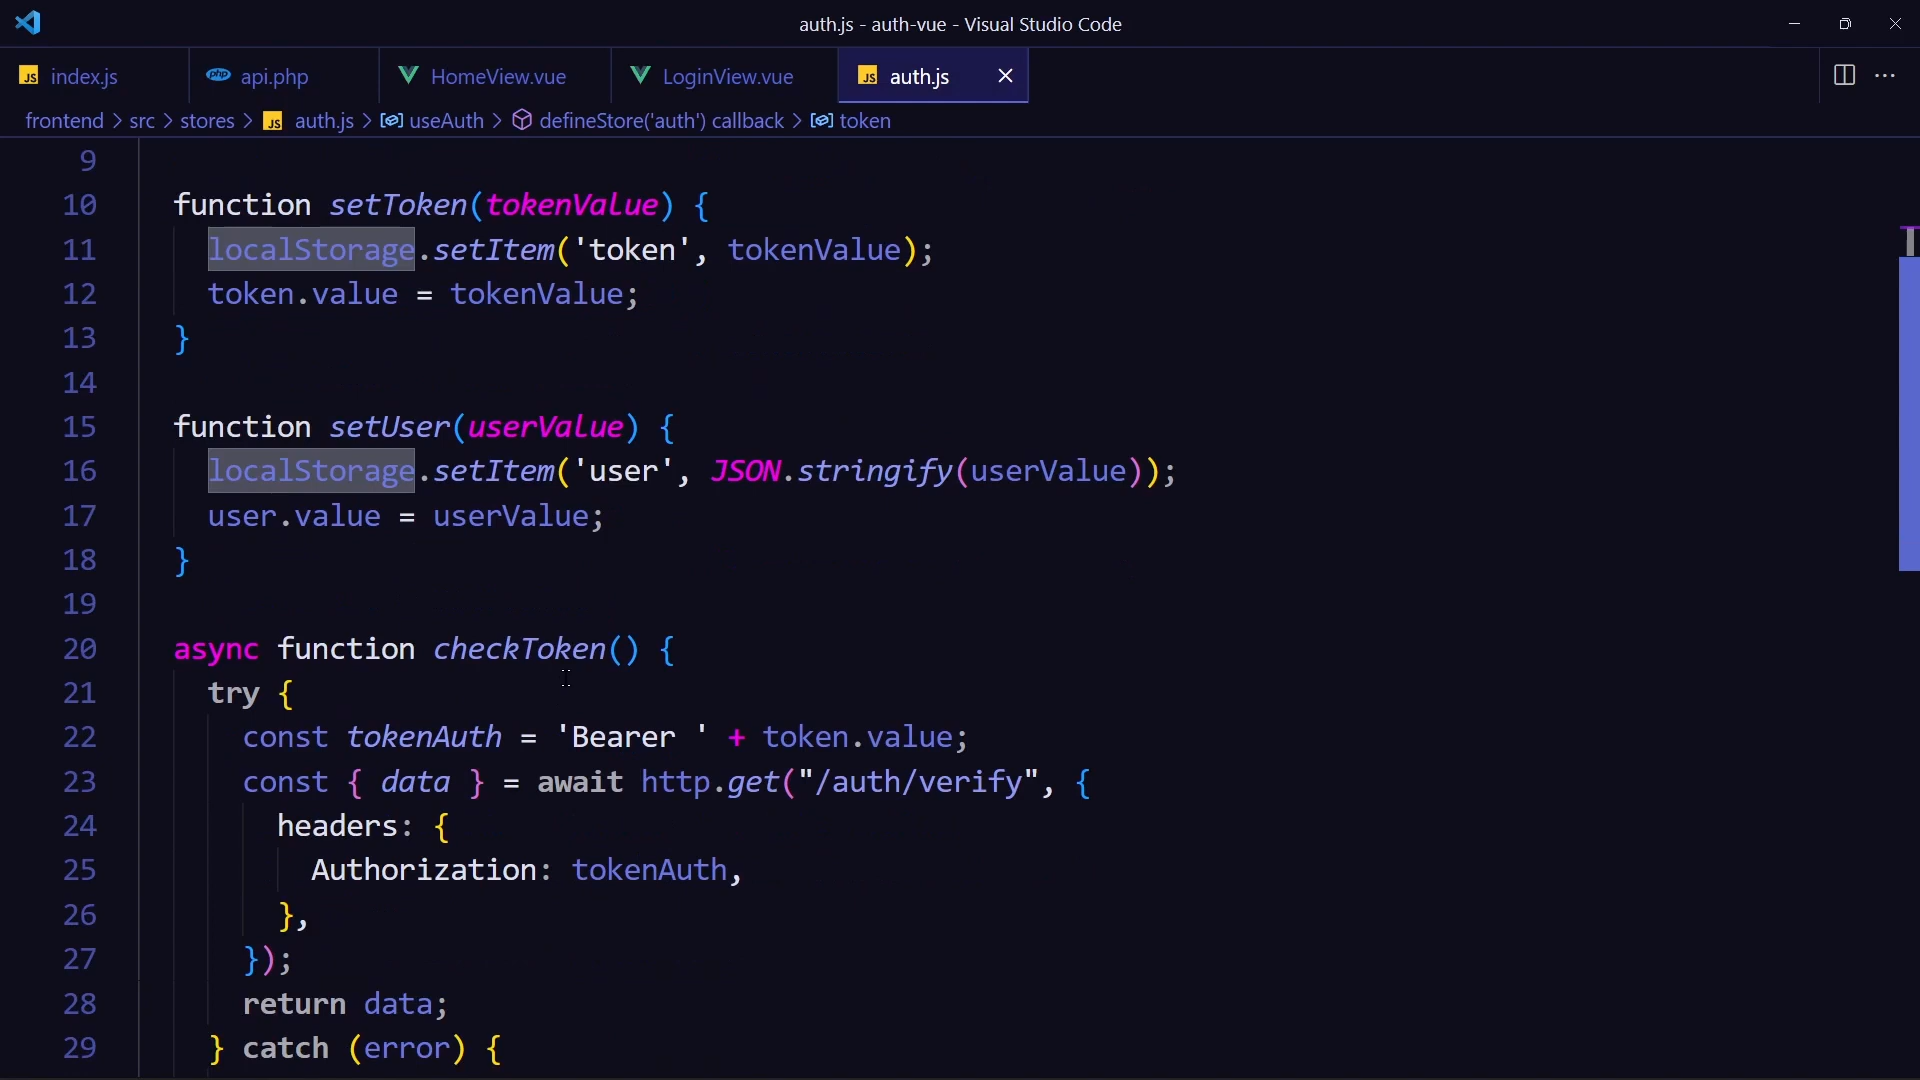 auth.js - auth-vue - Visual Studio Code
JS index.js php api.php HomeView.vue LoginView.vue JS auth.js
frontend > src > stores > JS auth.js > useAuth > defineStore('auth') callback > token
9
10 function setToken(tokenValue) {
11 localStorage.setItem('token', tokenValue);
12 token.value = tokenValue;
13 }
14
15 function setUser(userValue) {
16 localStorage.setItem('user', JSON.stringify(userValue));
17 user.value = userValue;
18 }
19
20 async function checkToken() {
21 try {
22 const tokenAuth = 'Bearer ' + token.value;
23 const { data } = await http.get("/auth/verify", {
24 headers: {
25 Authorization: tokenAuth,
26 },
27 });
28 return data;
29 } catch (error) {